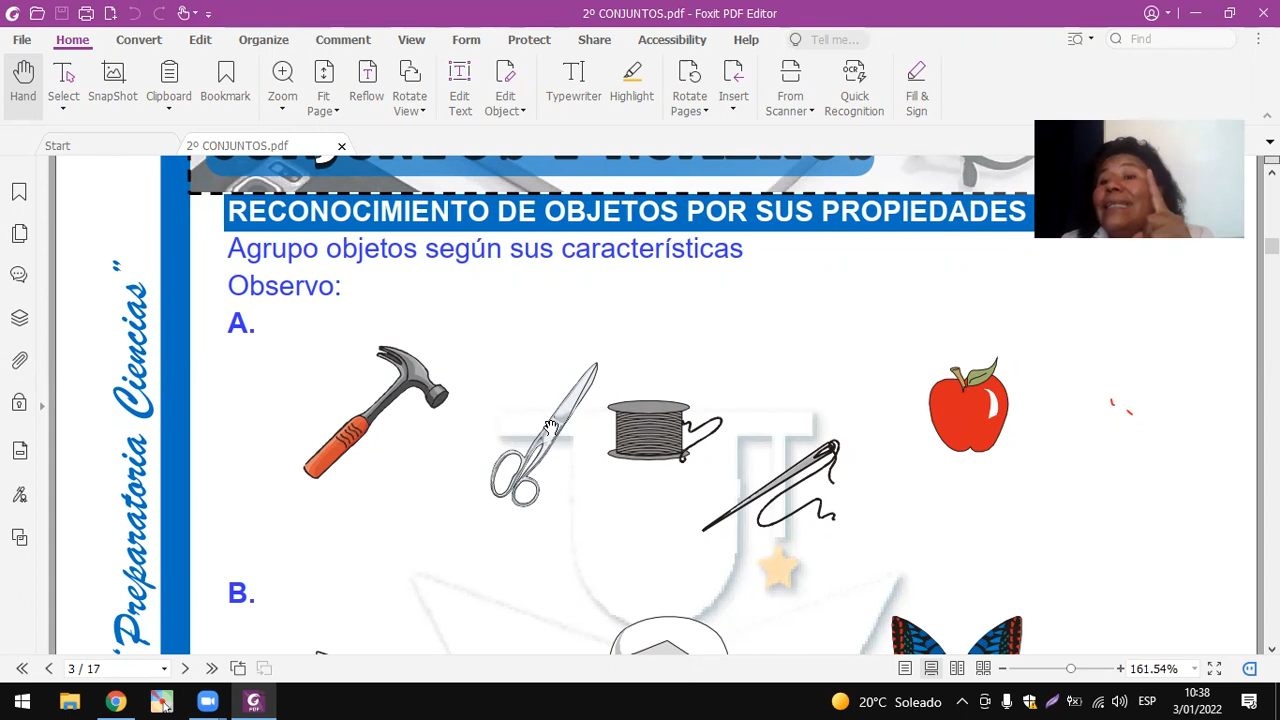 2º CONJUNTOS.pdf - Foxit PDF Editor
File Home Convert Edit Organize Comment View Form Protect Share Accessibility Help Tell me... Find
Hand Select SnapShot Clipboard Bookmark Zoom Fit Page Reflow Rotate View Edit Text Edit Object Typewriter Highlight Rotate Pages Insert From Scanner OCR Quick Recognition Fill & Sign
Start 2º CONJUNTOS.pdf
RECONOCIMIENTO DE OBJETOS POR SUS PROPIEDADES
Agrupo objetos según sus características
Observo:
A.
B.
"Preparatoria Ciencias"
3 / 17 161.54%
PDF 20°C Soleado ESP 10:38
3/01/2022